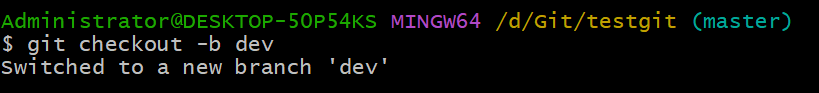 Administrator@DESKTOP-5OP54KS MINGW64 /d/Git/testgit (master)
$ git checkout -b dev
Switched to a new branch 'dev'